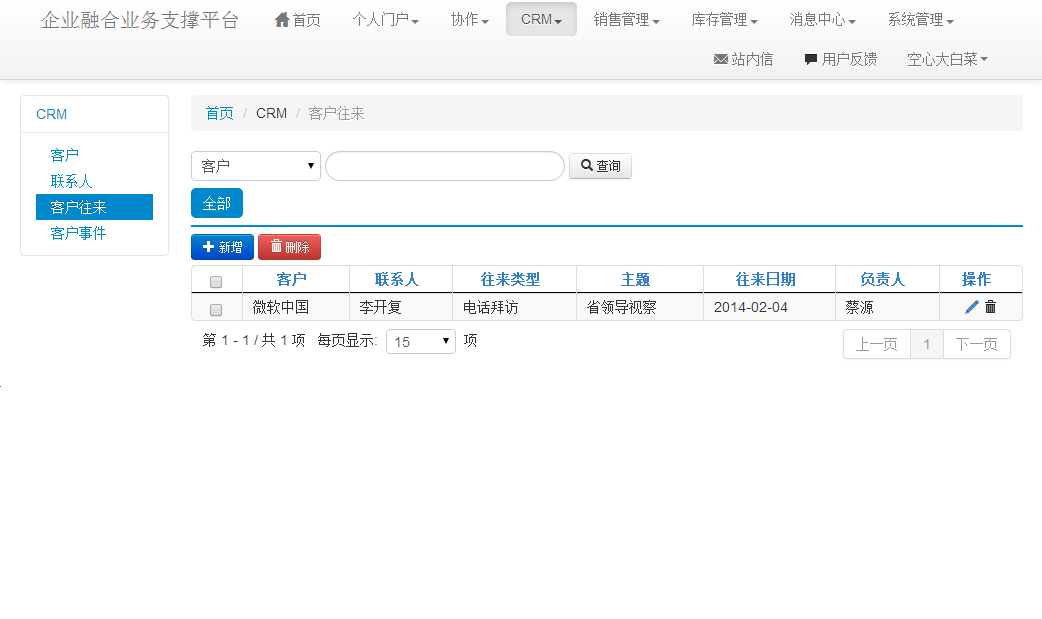 企业融合业务支撑平台 首页 个人门户 协作 CRM 销售管理 库存管理 消息中心 系统管理
站内信 用户反馈 空心大白菜
CRM
客户
联系人
客户往来
客户事件
首页 / CRM / 客户往来
客户 查询
全部
新增 删除
客户 联系人 往来类型 主题 往来日期 负责人 操作
微软中国 李开复 电话拜访 省领导视察 2014-02-04 蔡源
第 1 - 1 / 共 1 项 每页显示: 15 项
上一页 1 下一页